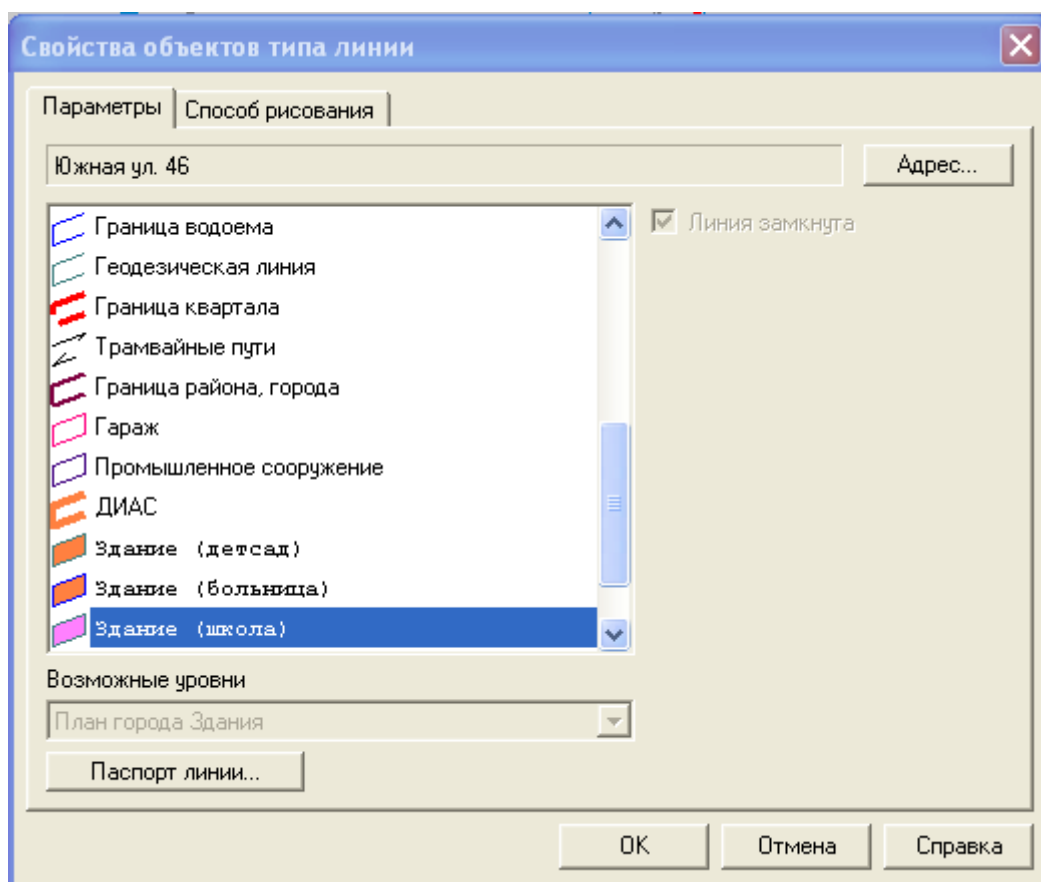 Свойства объектов типа линии
Параметры
Способ рисования
Южная ул. 46
Адрес...
Граница водоема
Линия замкнута
Геодезическая линия
Граница квартала
Трамвайные пути
Граница района, города
Гараж
Промышленное сооружение
ДИАС
Здание (детсад)
Здание (больница)
Здание (школа)
Возможные уровни
План города Здания
Паспорт линии...
OK
Отмена
Справка